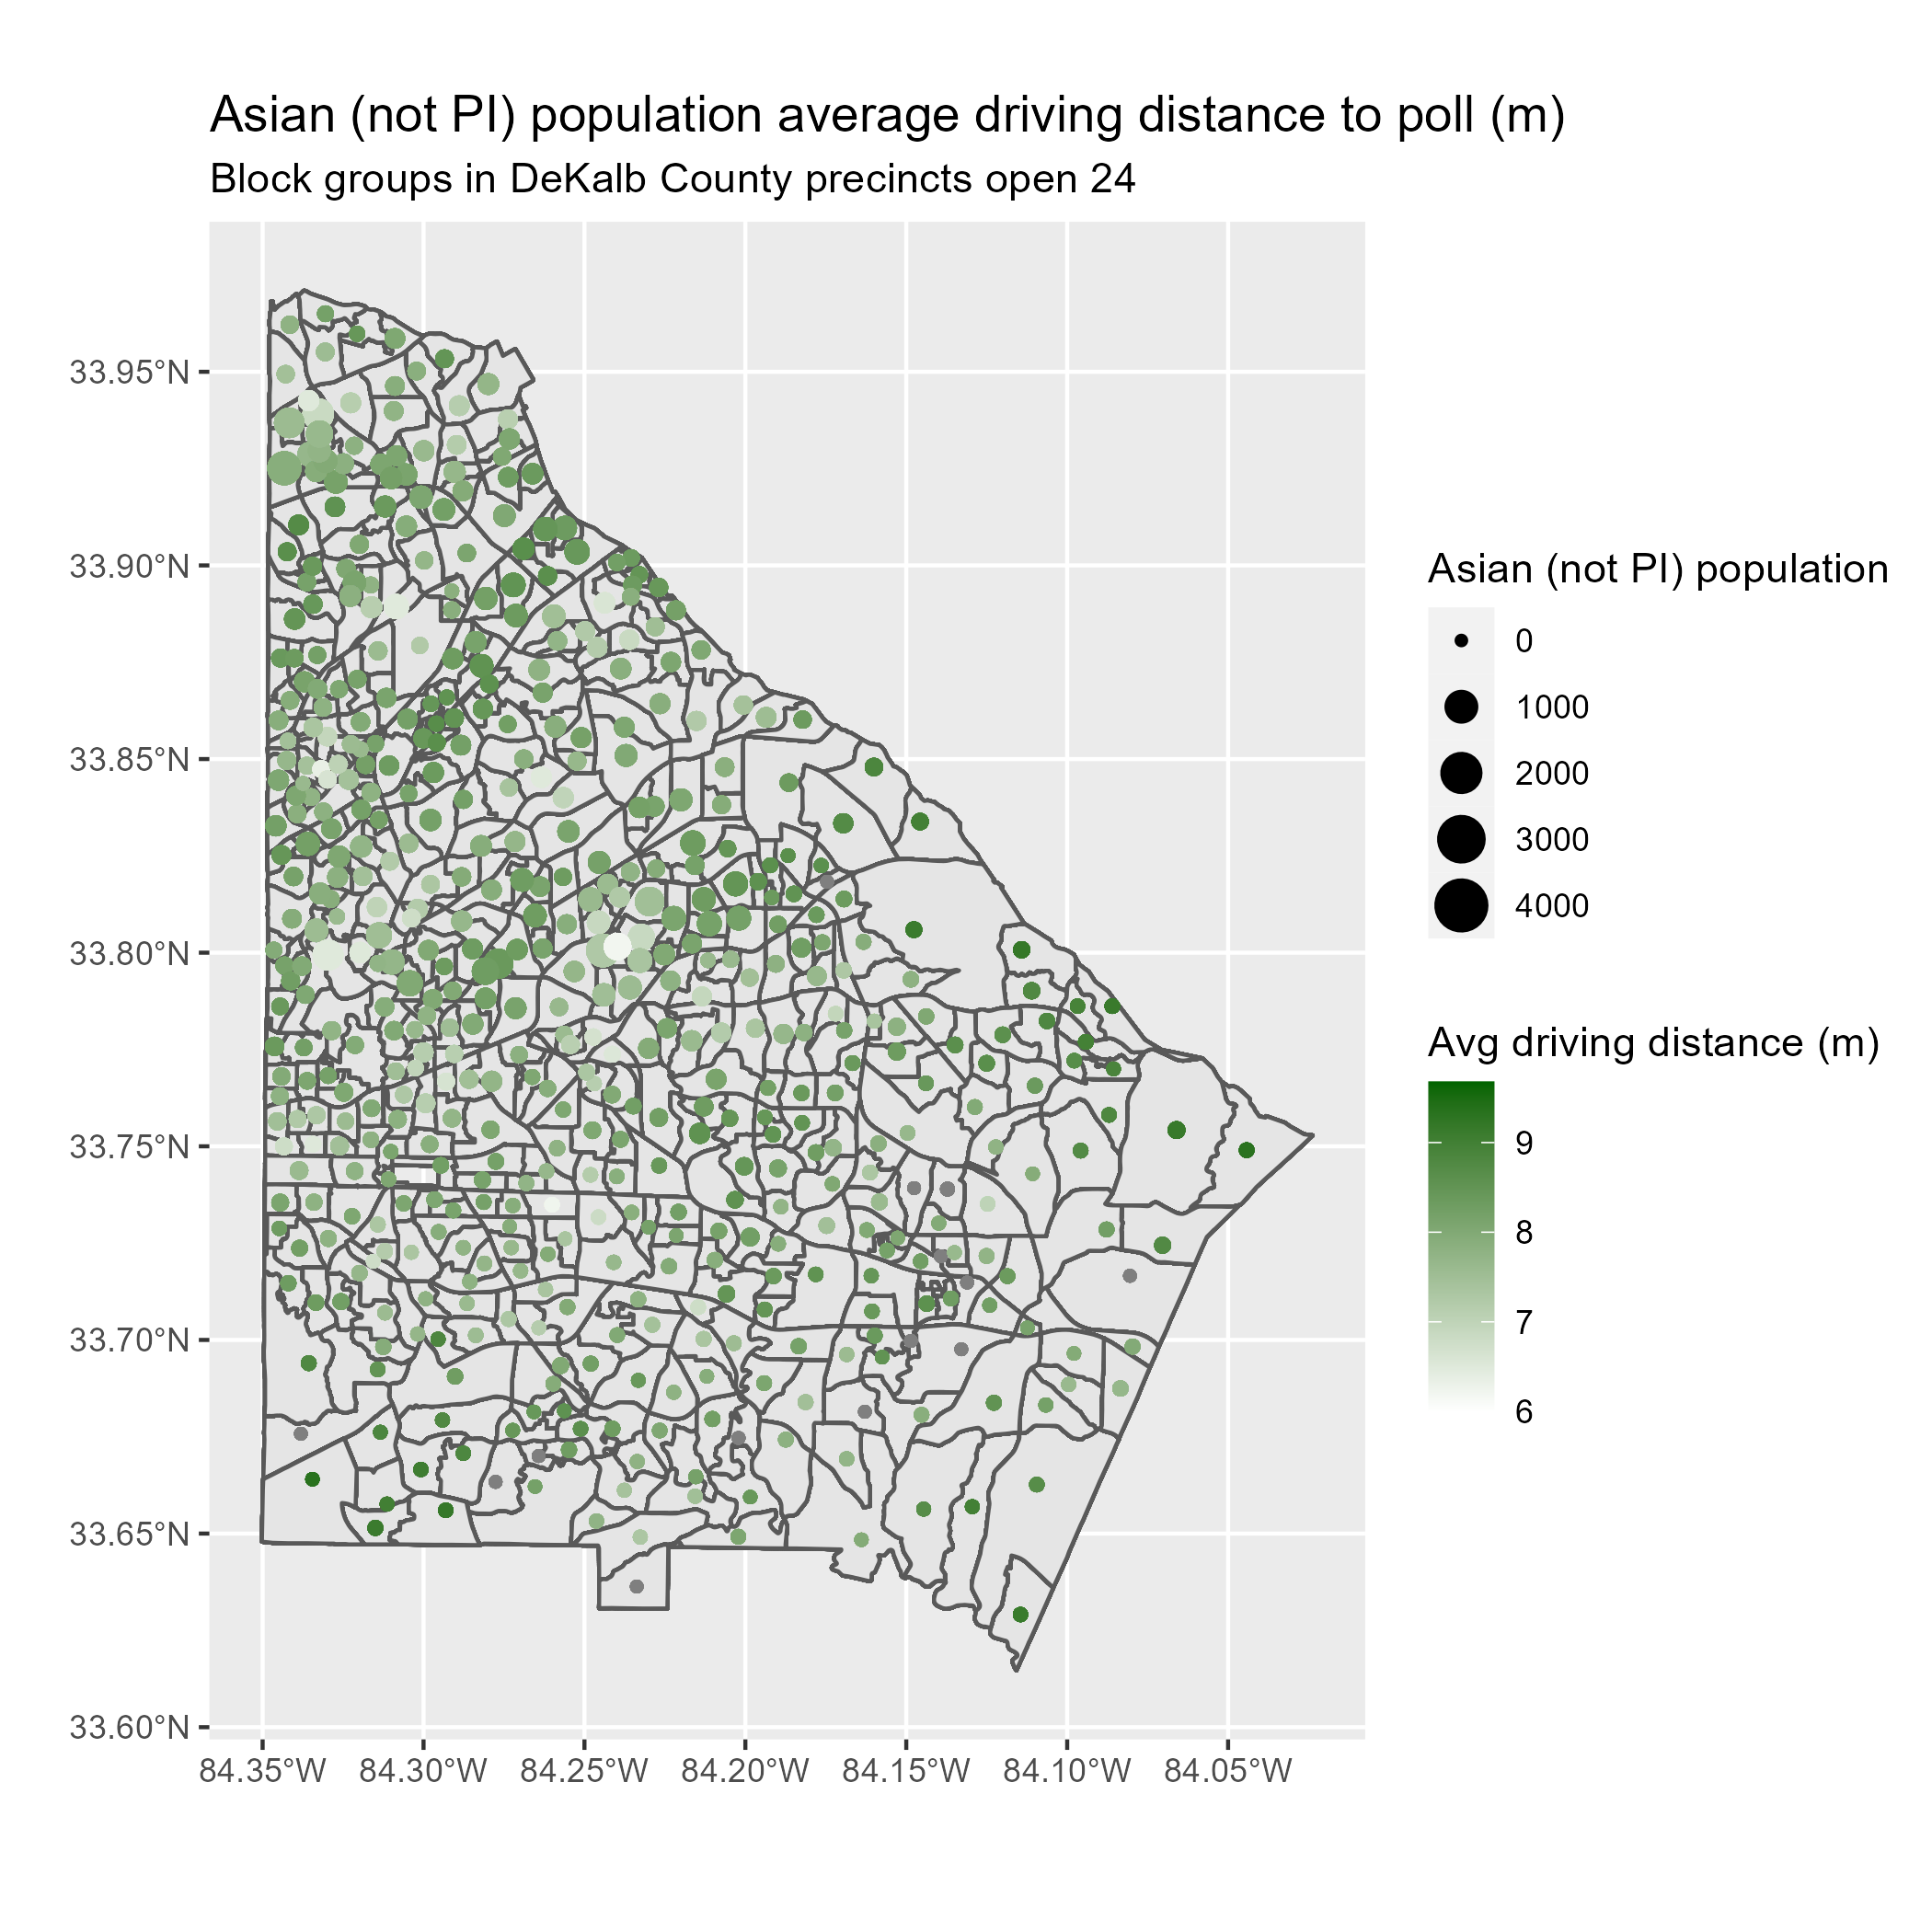 Asian (not PI) population average driving distance to poll (m)
Block groups in DeKalb County precincts open 24
33.95°N
33.90°N
33.85°N
33.80°N
33.75°N
33.70°N
33.65°N
33.60°N
84.35°W
84.30°W
84.25°W
84.20°W
84.15°W
84.10°W
84.05°W
Asian (not PI) population
0
1000
2000
3000
4000
Avg driving distance (m)
9
8
7
6